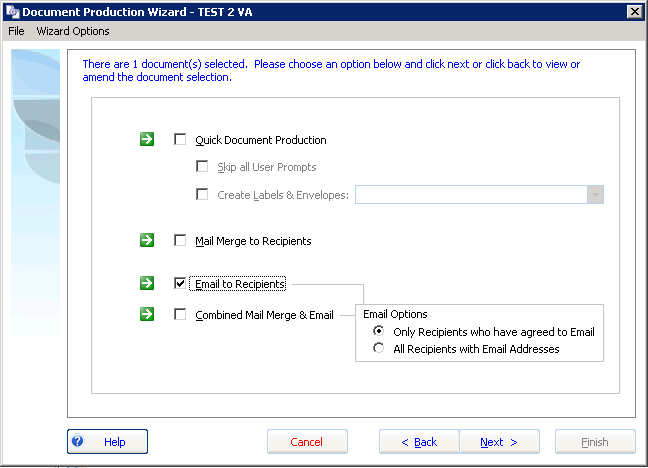 Document Production Wizard - TEST 2 VA
File Wizard Options
There are 1 document(s) selected. Please choose an option below and click next or click back to view or
amend the document selection.
Quick Document Production
Skip all User Prompts
Create Labels & Envelopes:
Mail Merge to Recipients
Email to Recipients
Combined Mail Merge & Email
Email Options
Only Recipients who have agreed to Email
All Recipients with Email Addresses
? Help Cancel < Back Next > Finish